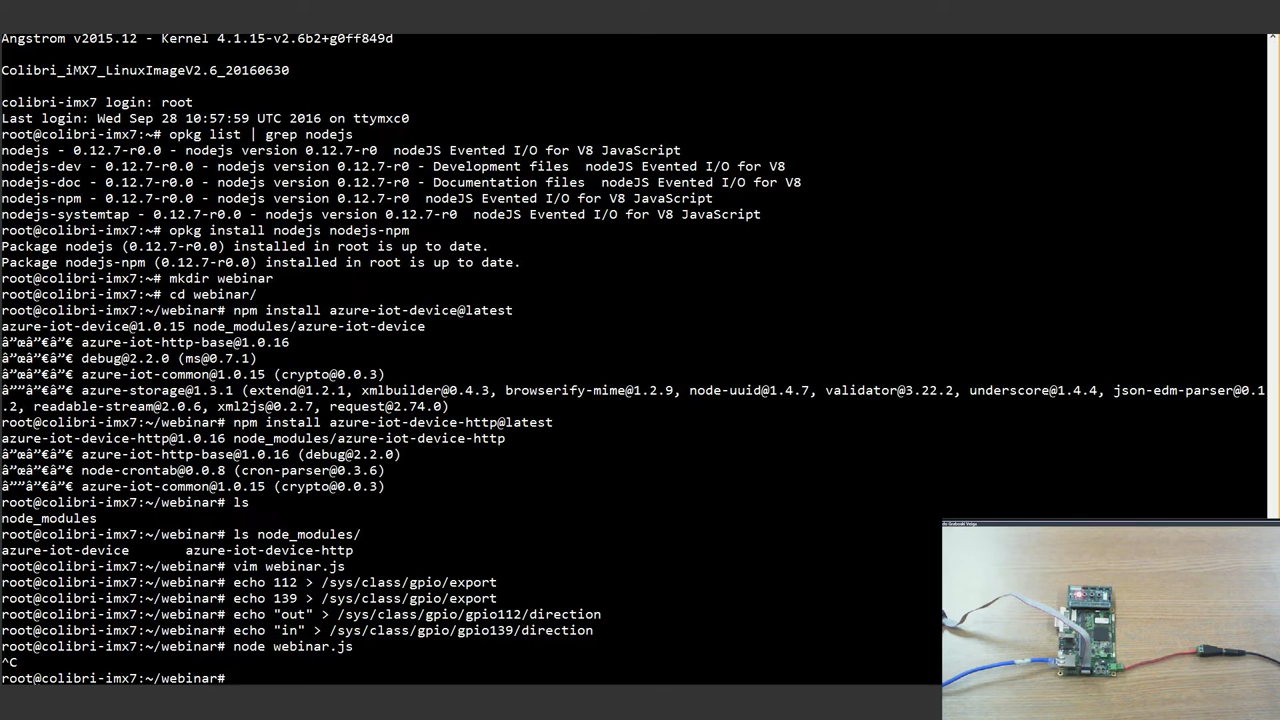 Angstrom v2015.12 - Kernel 4.1.15-v2.6b2+g0ff849d
Colibri_iMX7_LinuxImageV2.6_20160630
colibri-imx7 login: root
Last login: Wed Sep 28 10:57:59 UTC 2016 on ttymxc0
root@colibri-imx7:~# opkg list | grep nodejs
nodejs - 0.12.7-r0.0 - nodejs version 0.12.7-r0  nodeJS Evented I/O for V8 JavaScript
nodejs-dev - 0.12.7-r0.0 - nodejs version 0.12.7-r0 - Development files  nodeJS Evented I/O for V8
nodejs-doc - 0.12.7-r0.0 - nodejs version 0.12.7-r0 - Documentation files  nodeJS Evented I/O for V8
nodejs-npm - 0.12.7-r0.0 - nodejs version 0.12.7-r0  nodeJS Evented I/O for V8 JavaScript
nodejs-systemtap - 0.12.7-r0.0 - nodejs version 0.12.7-r0  nodeJS Evented I/O for V8 JavaScript
root@colibri-imx7:~# opkg install nodejs nodejs-npm
Package nodejs (0.12.7-r0.0) installed in root is up to date.
Package nodejs-npm (0.12.7-r0.0) installed in root is up to date.
root@colibri-imx7:~# mkdir webinar
root@colibri-imx7:~# cd webinar/
root@colibri-imx7:~/webinar# npm install azure-iot-device@latest
azure-iot-device@1.0.15 node_modules/azure-iot-device
â”œâ”€â”€ azure-iot-http-base@1.0.16
â”œâ”€â”€ debug@2.2.0 (ms@0.7.1)
â”œâ”€â”€ azure-iot-common@1.0.15 (crypto@0.0.3)
â””â”€â”€ azure-storage@1.3.1 (extend@1.2.1, xmlbuilder@0.4.3, browserify-mime@1.2.9, node-uuid@1.4.7, validator@3.22.2, underscore@1.4.4, json-edm-parser@0.1
.2, readable-stream@2.0.6, xml2js@0.2.7, request@2.74.0)
root@colibri-imx7:~/webinar# npm install azure-iot-device-http@latest
azure-iot-device-http@1.0.16 node_modules/azure-iot-device-http
â”œâ”€â”€ azure-iot-http-base@1.0.16 (debug@2.2.0)
â”œâ”€â”€ node-crontab@0.0.8 (cron-parser@0.3.6)
â””â”€â”€ azure-iot-common@1.0.15 (crypto@0.0.3)
root@colibri-imx7:~/webinar# ls
node_modules
root@colibri-imx7:~/webinar# ls node_modules/
azure-iot-device       azure-iot-device-http
root@colibri-imx7:~/webinar# vim webinar.js
root@colibri-imx7:~/webinar# echo 112 > /sys/class/gpio/export
root@colibri-imx7:~/webinar# echo 139 > /sys/class/gpio/export
root@colibri-imx7:~/webinar# echo "out" > /sys/class/gpio/gpio112/direction
root@colibri-imx7:~/webinar# echo "in" > /sys/class/gpio/gpio139/direction
root@colibri-imx7:~/webinar# node webinar.js
^C
root@colibri-imx7:~/webinar#